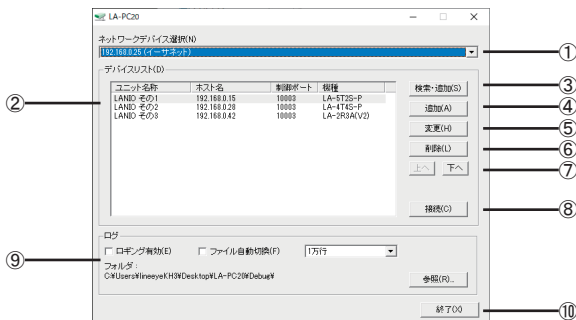 LA-PC20
ネットワークデバイス選択(N)
192.168.0.25 (イーサネット)
①
デバイスリスト(D)
②
ユニット名称 ホスト名 制御ポート 機種
LANIO その1 192.168.0.15 10003 LA-5T2S-P
LANIO その2 192.168.0.28 10003 LA-4T4S-P
LANIO その3 192.168.0.42 10003 LA-2R3A(V2)
検索・追加(S)
③
追加(A)
④
変更(H)
⑤
削除(L)
⑥
上へ 下へ
⑦
接続(C)
⑧
ログ
⑨
ロギング有効(E) ファイル自動切換(F) 1万行
フォルダ:
C:¥Users¥lineeyeKH3¥Desktop¥LA-PC20¥Debug¥
参照(R)...
終了(X)
⑩